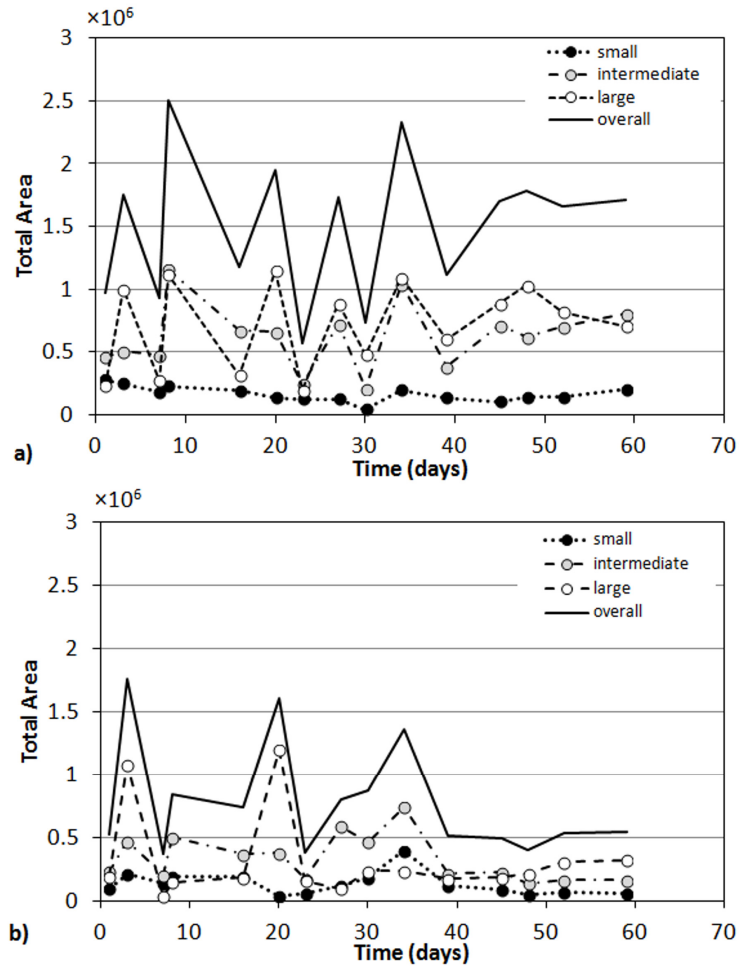 ×10⁶
3
2.5
2
1.5
1
0.5
0
Total Area
small
intermediate
large
overall
0 10 20 30 40 50 60 70
Time (days)
a)
×10⁶
3
2.5
2
1.5
1
0.5
0
Total Area
small
intermediate
large
overall
0 10 20 30 40 50 60 70
Time (days)
b)